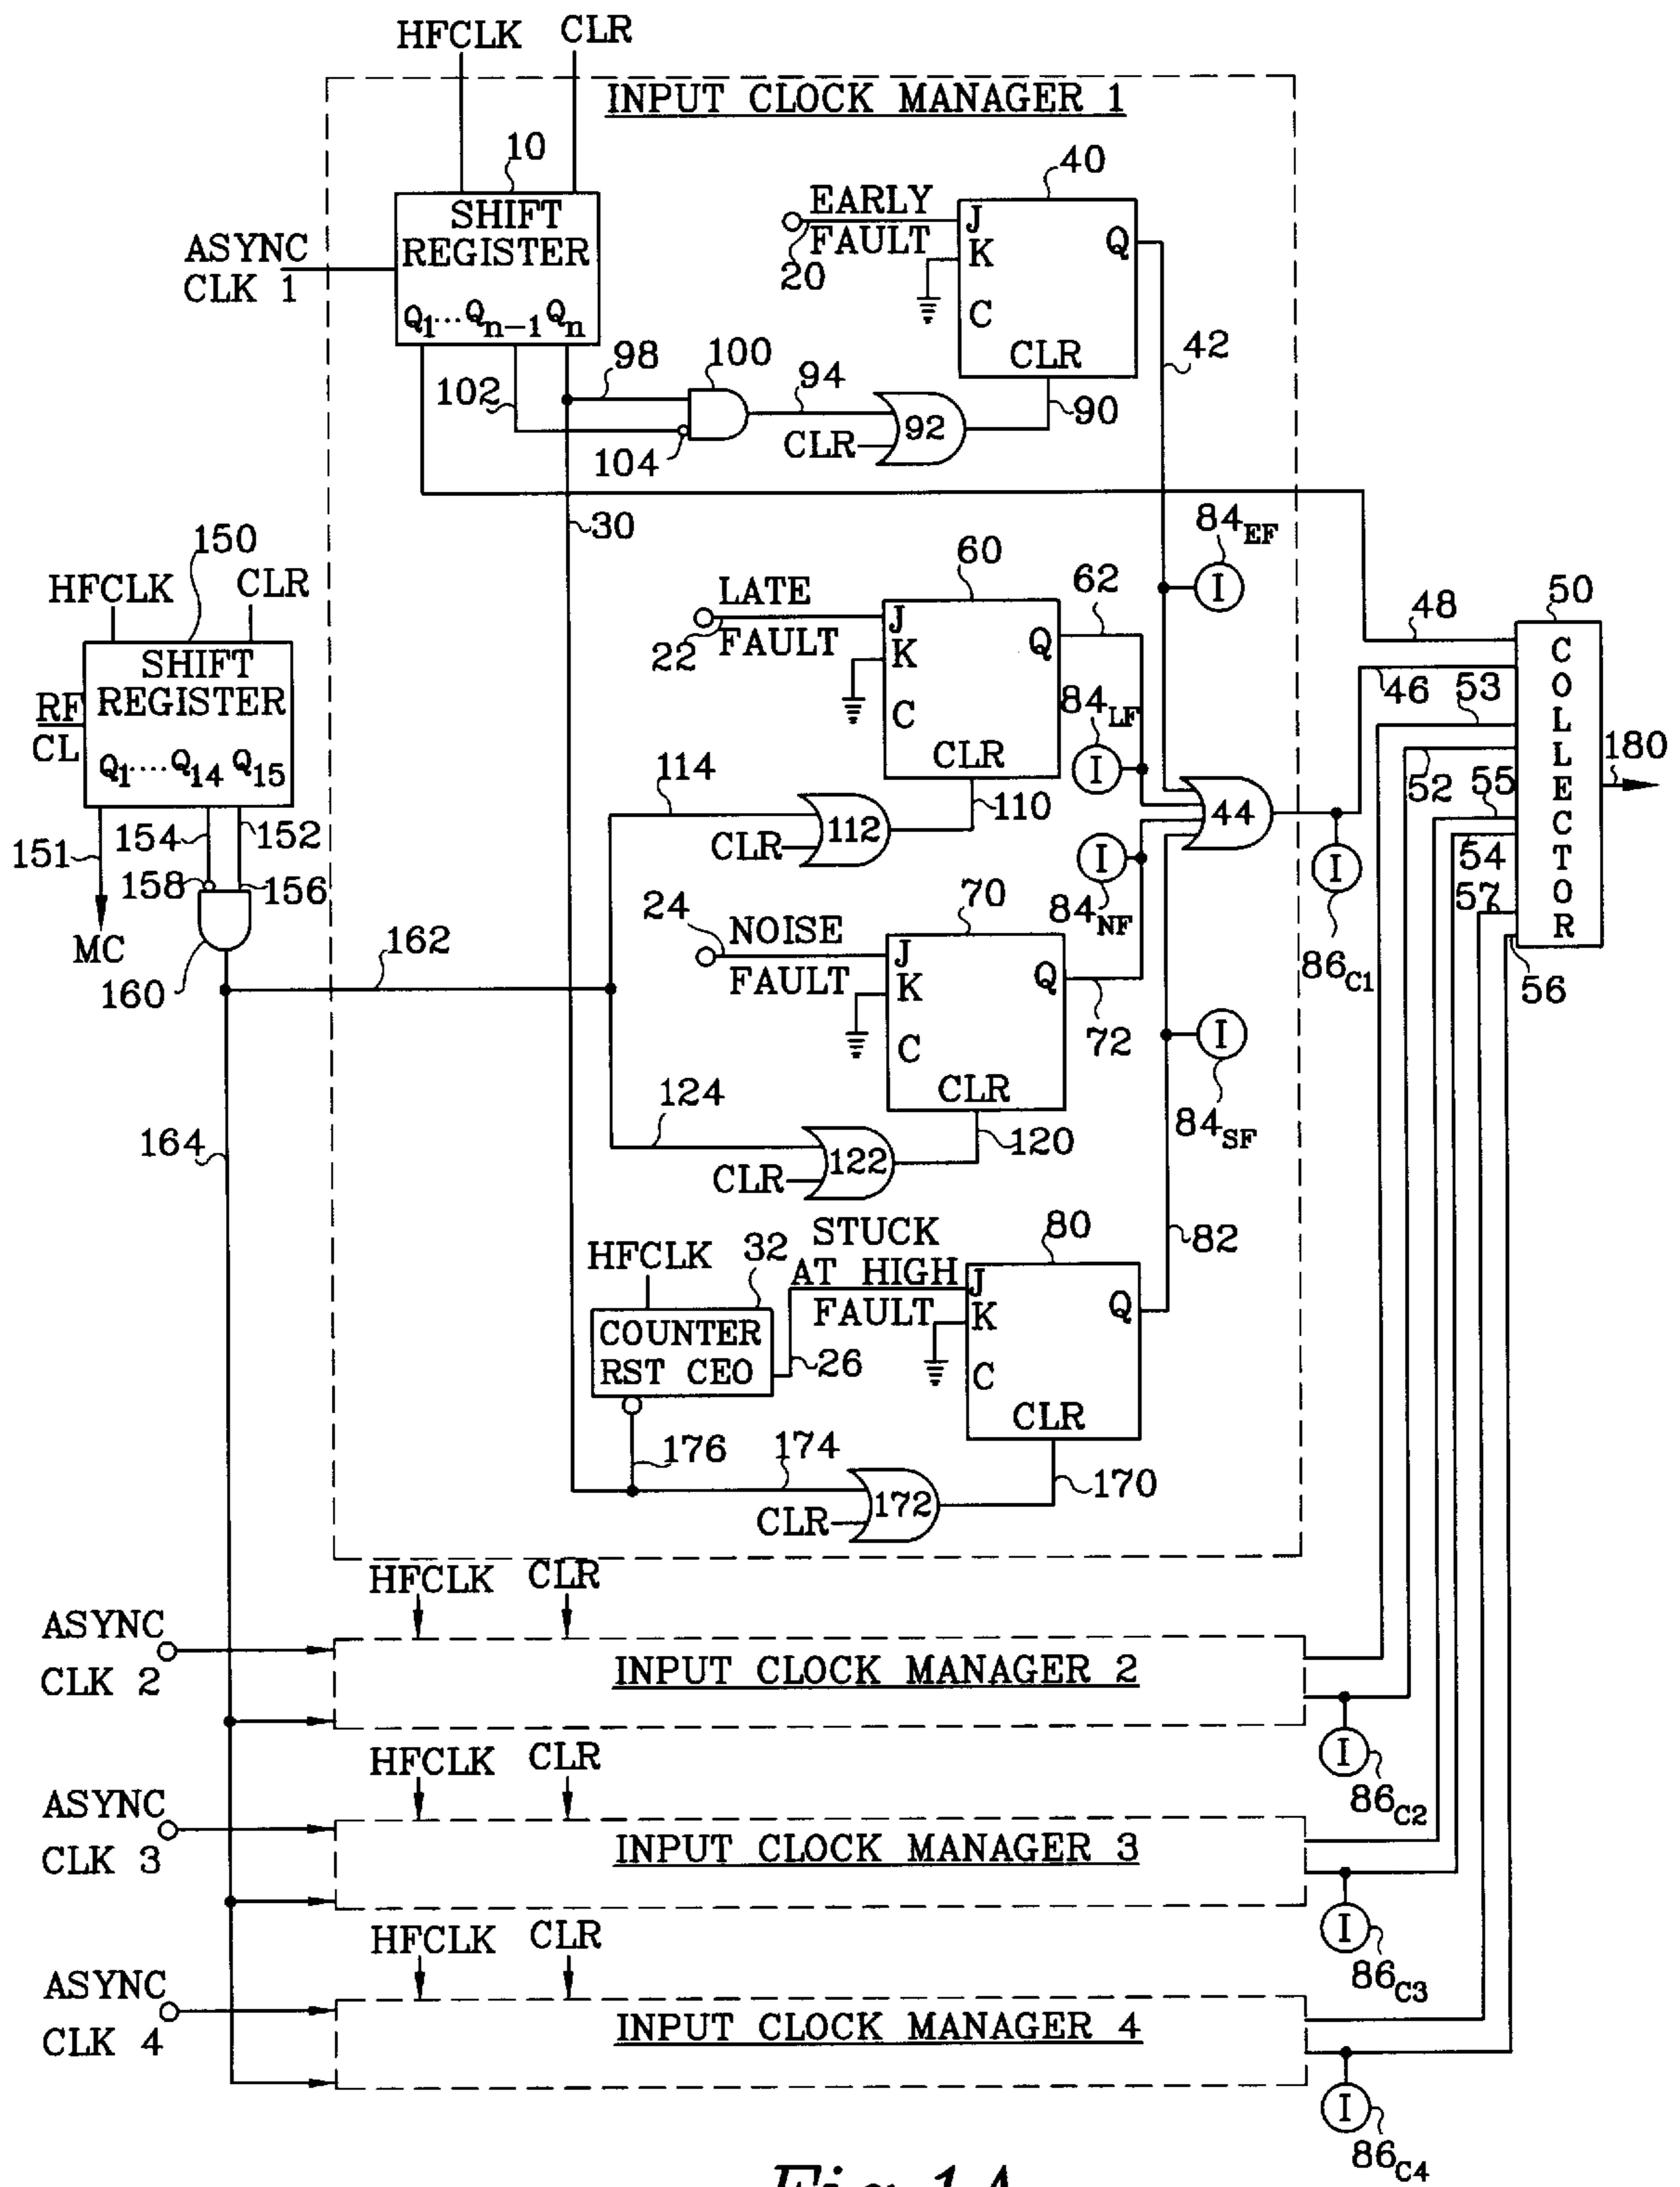 HFCLK CLR
INPUT CLOCK MANAGER 1
10
SHIFT
REGISTER
Q1...Qn-1 Qn
ASYNC
CLK 1
EARLY
FAULT
20
40
J
K
C
Q
CLR
42
98
100
102
104
94
92
CLR
90
30
84EF
150
HFCLK CLR
SHIFT
REGISTER
RF
CL
Q1....Q14 Q15
151
154
152
158
156
MC
160
162
164
LATE
FAULT
22
60
J
K
C
Q
CLR
62
84LF
114
112
CLR
110
44
84NF
NOISE
FAULT
24
70
J
K
C
Q
CLR
72
124
122
CLR
120
84SF
82
HFCLK
32
COUNTER
RST CEO
STUCK
AT HIGH
FAULT
26
80
J
K
C
Q
CLR
176
174
172
CLR
170
50
COLLECTOR
48
46
53
52
55
54
57
56
180
86C1
HFCLK CLR
ASYNC
CLK 2
INPUT CLOCK MANAGER 2
86C2
HFCLK CLR
ASYNC
CLK 3
INPUT CLOCK MANAGER 3
86C3
HFCLK CLR
ASYNC
CLK 4
INPUT CLOCK MANAGER 4
86C4
I
I
I
I
I
I
I
I